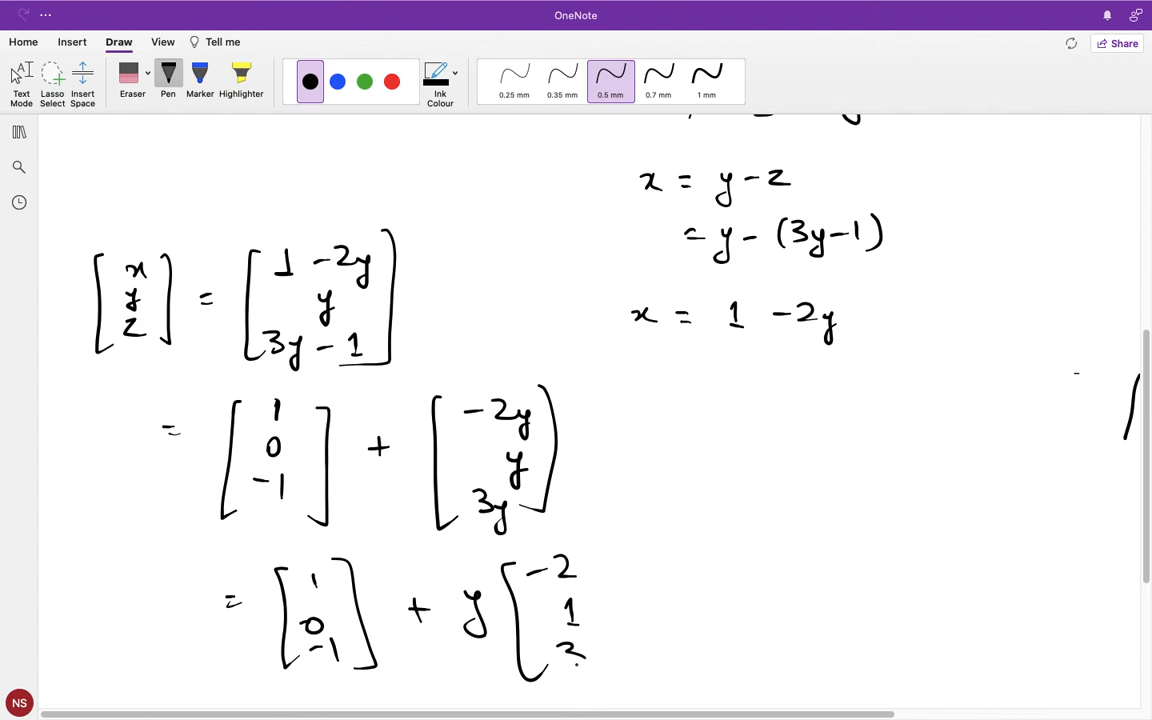 OneNote
Home Insert Draw View Tell me
Share
Text Mode
Lasso Select
Insert Space
Eraser
Pen
Marker
Highlighter
Ink Colour
0.25 mm 0.35 mm 0.5 mm 0.7 mm 1 mm
x = y - z
= y - (3y - 1)
x = 1 - 2y
[x y z] = [1 - 2y y 3y - 1]
= [1 0 -1] + [-2y y 3y]
= [1 0 -1] + y [-2 1 3
NS